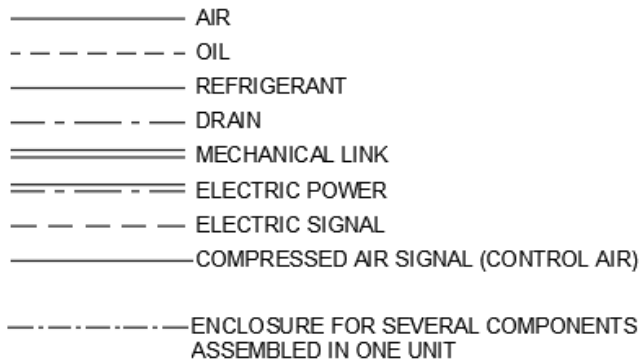 AIR
OIL
REFRIGERANT
DRAIN
MECHANICAL LINK
ELECTRIC POWER
ELECTRIC SIGNAL
COMPRESSED AIR SIGNAL (CONTROL AIR)
ENCLOSURE FOR SEVERAL COMPONENTS
ASSEMBLED IN ONE UNIT